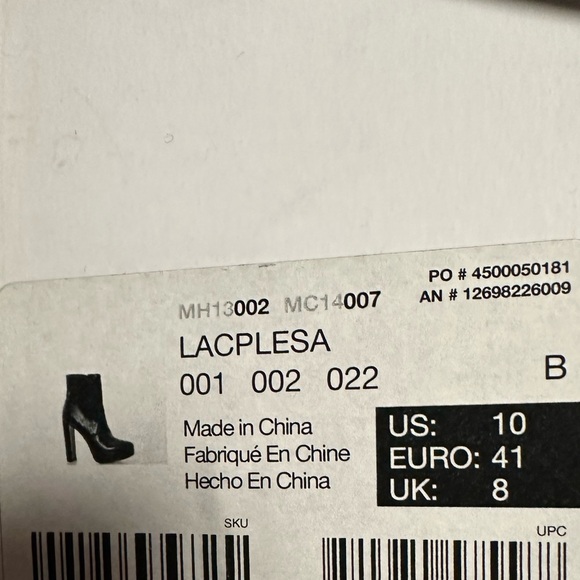 PO # 4500050181
AN # 12698226009
MH13002 MC14007
LACPLESA
001 002 022
B
Made in China
Fabriqué En Chine
Hecho En China
US: 10
EURO: 41
UK: 8
SKU
UPC